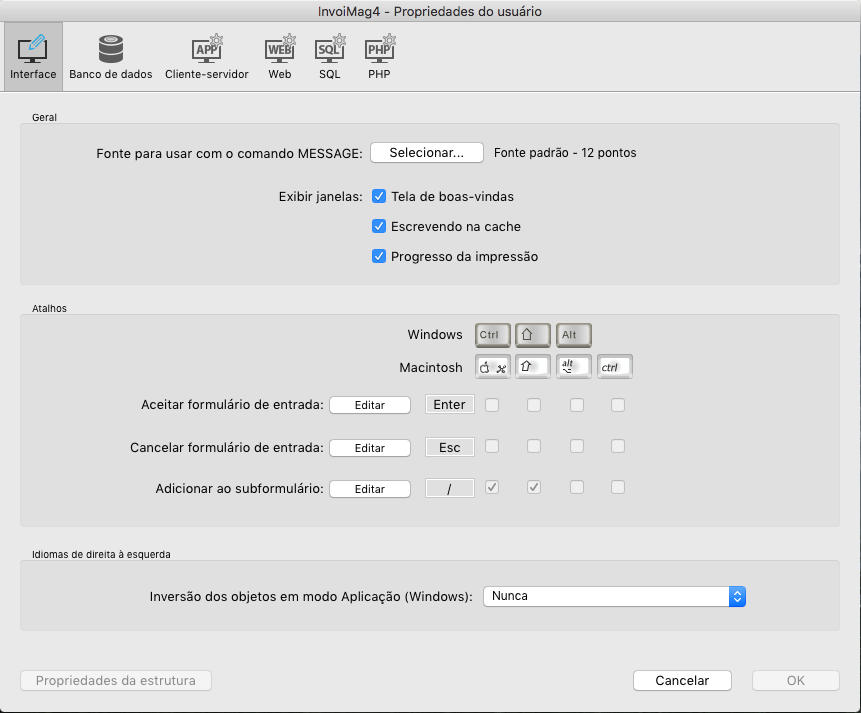 InvoiMag4 - Propriedades do usuário
Interface Banco de dados Cliente-servidor Web SQL PHP
Geral
Fonte para usar com o comando MESSAGE: Selecionar... Fonte padrão - 12 pontos
Exibir janelas: Tela de boas-vindas
Escrevendo na cache
Progresso da impressão
Atalhos
Windows Ctrl Alt
Macintosh alt ctrl
Aceitar formulário de entrada: Editar Enter
Cancelar formulário de entrada: Editar Esc
Adicionar ao subformulário: Editar /
Idiomas de direita à esquerda
Inversão dos objetos em modo Aplicação (Windows): Nunca
Propriedades da estrutura Cancelar OK